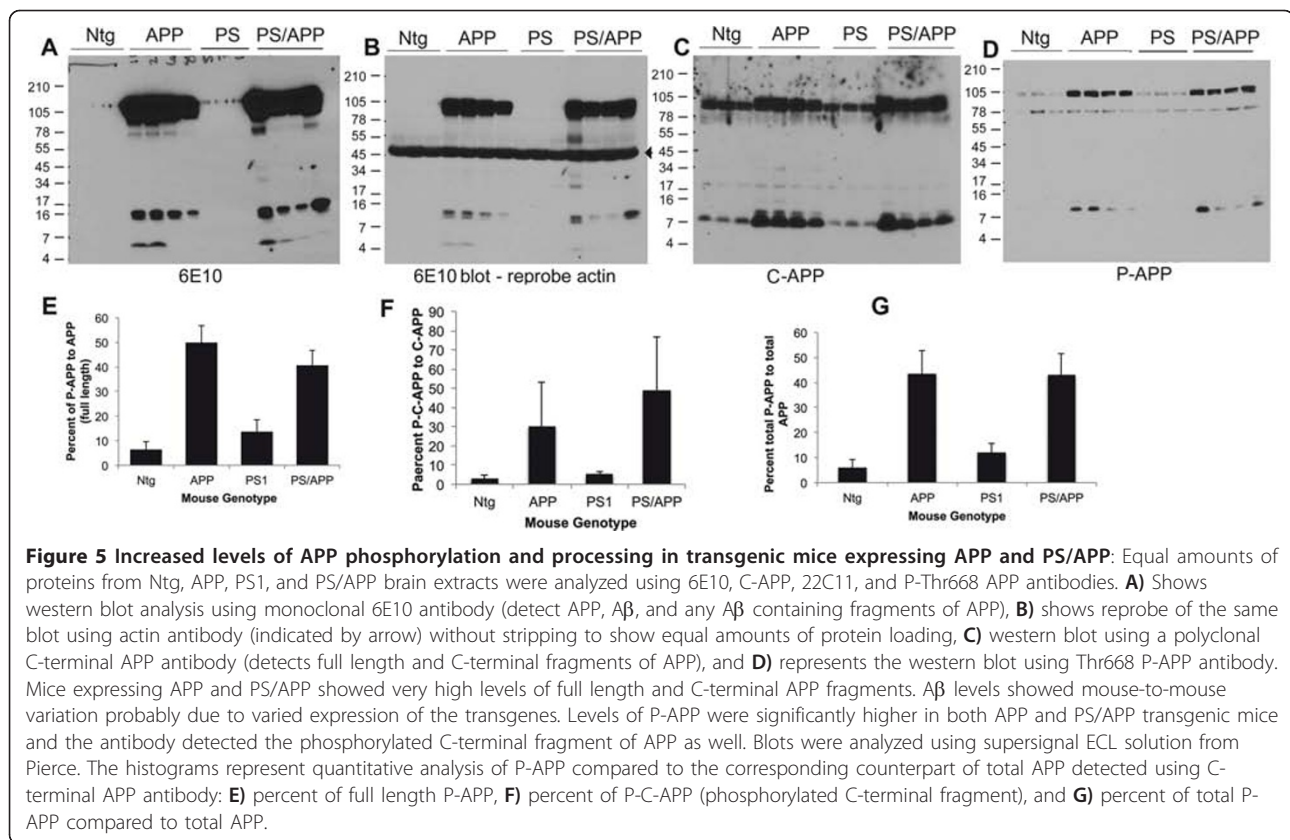 A
Ntg APP PS PS/APP
210
105
78
55
45
34
17
16
7
4
6E10
B
Ntg APP PS PS/APP
210
105
78
55
45
34
17
16
7
4
6E10 blot - reprobe actin
C
Ntg APP PS PS/APP
210
105
78
55
45
34
17
16
7
4
C-APP
D
Ntg APP PS PS/APP
210
105
78
55
45
34
17
16
7
4
P-APP
E
Percent of P-APP to APP
(full length)
60
50
40
30
20
10
0
Ntg APP PS1 PS/APP
Mouse Genotype
F
Paercent P-C-APP to C-APP
90
80
70
60
50
40
30
20
10
0
Ntg APP PS1 PS/APP
Mouse Genotype
G
Percent total P-APP to total
APP
60
50
40
30
20
10
0
Ntg APP PS1 PS/APP
Mouse Genotype
Figure 5 Increased levels of APP phosphorylation and processing in transgenic mice expressing APP and PS/APP: Equal amounts of
proteins from Ntg, APP, PS1, and PS/APP brain extracts were analyzed using 6E10, C-APP, 22C11, and P-Thr668 APP antibodies. A) Shows
western blot analysis using monoclonal 6E10 antibody (detect APP, Aβ, and any Aβ containing fragments of APP), B) shows reprobe of the same
blot using actin antibody (indicated by arrow) without stripping to show equal amounts of protein loading, C) western blot using a polyclonal
C-terminal APP antibody (detects full length and C-terminal fragments of APP), and D) represents the western blot using Thr668 P-APP antibody.
Mice expressing APP and PS/APP showed very high levels of full length and C-terminal APP fragments. Aβ levels showed mouse-to-mouse
variation probably due to varied expression of the transgenes. Levels of P-APP were significantly higher in both APP and PS/APP transgenic mice
and the antibody detected the phosphorylated C-terminal fragment of APP as well. Blots were analyzed using supersignal ECL solution from
Pierce. The histograms represent quantitative analysis of P-APP compared to the corresponding counterpart of total APP detected using C-
terminal APP antibody: E) percent of full length P-APP, F) percent of P-C-APP (phosphorylated C-terminal fragment), and G) percent of total P-
APP compared to total APP.